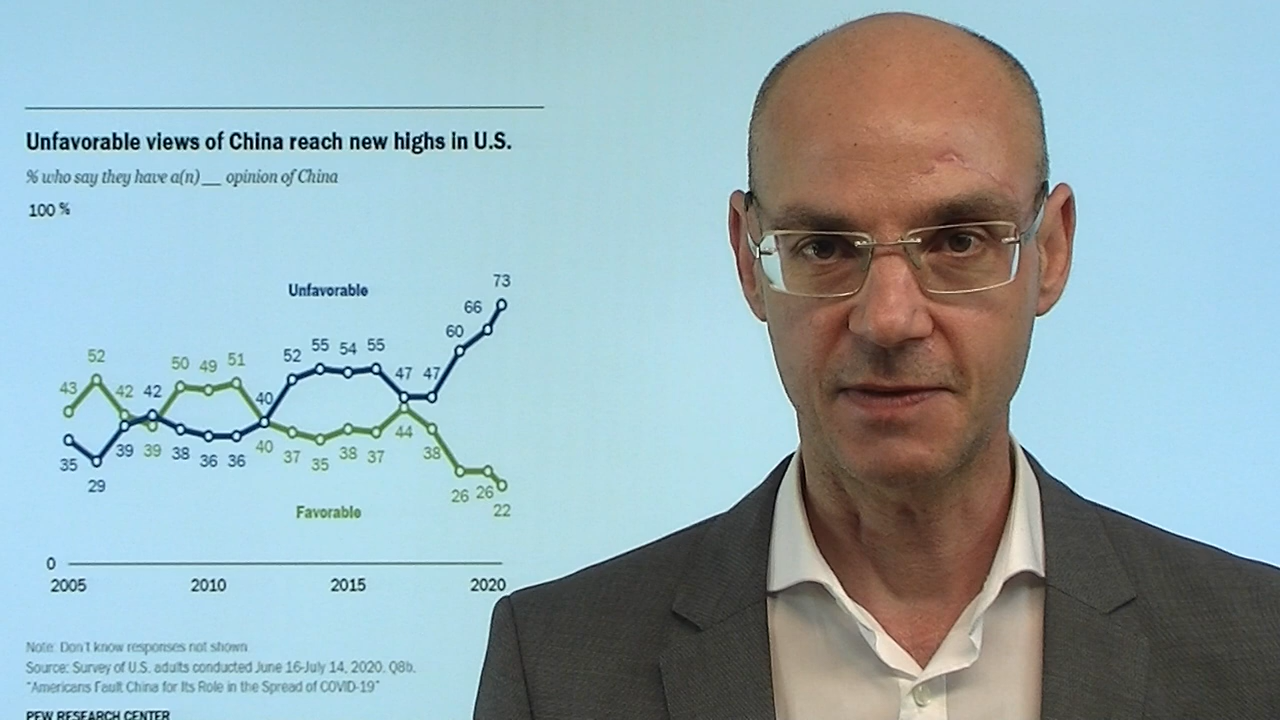 Unfavorable views of China reach new highs in U.S.
% who say they have a(n) __ opinion of China
100 %
Unfavorable
73
66
60
52 55 54 55
47 47
52
50 49 51
43 42 42 40
35 29 39 39 38 36 36 40 37 35 38 37 44 38
26 26 22
Favorable
0
2005 2010 2015 2020
Note: Don't know responses not shown.
Source: Survey of U.S. adults conducted June 16-July 14, 2020. Q8b.
"Americans Fault China for Its Role in the Spread of COVID-19"
PEW RESEARCH CENTER